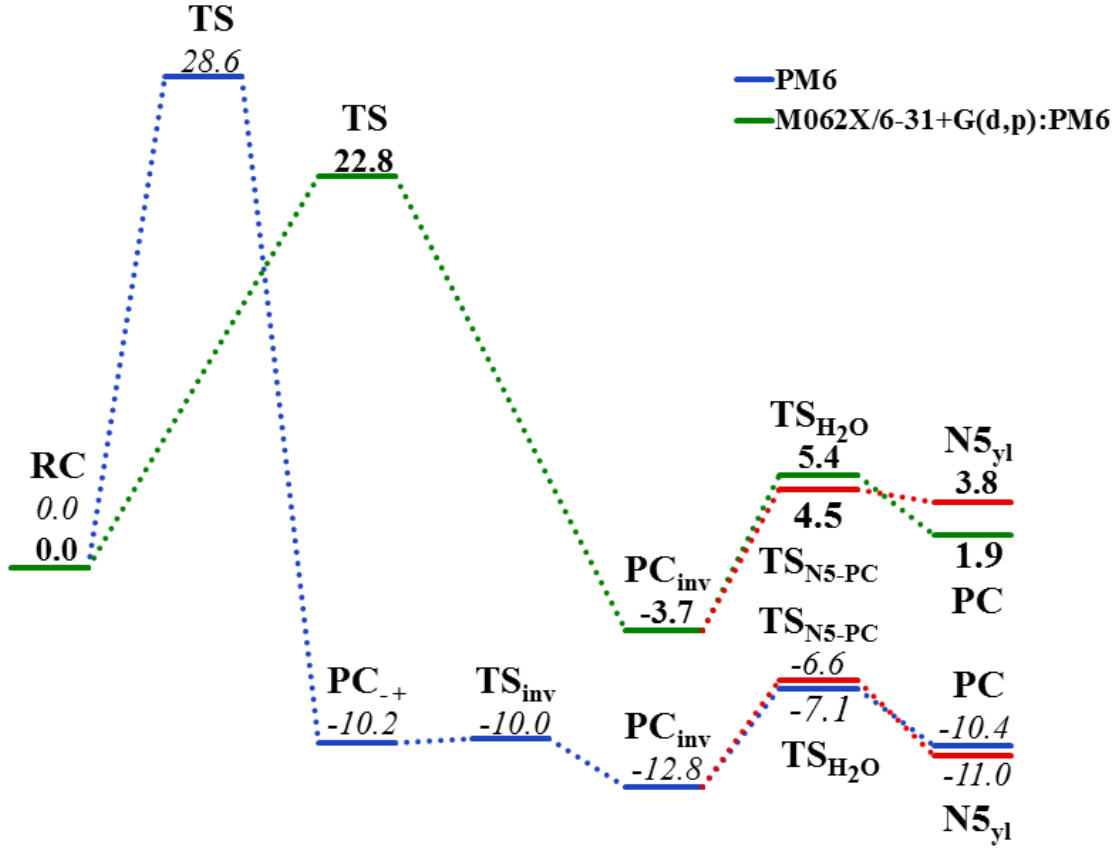 TS
28.6
PM6
M062X/6-31+G(d,p):PM6
TS
22.8
RC
0.0
0.0
TS_H₂O
5.4
N5_yl
3.8
4.5
TS_N5-PC
1.9
PC
PC_inv
-3.7
TS_N5-PC
-6.6
-7.1
TS_H₂O
PC_-+
-10.2
TS_inv
-10.0
PC_inv
-12.8
PC
-10.4
-11.0
N5_yl